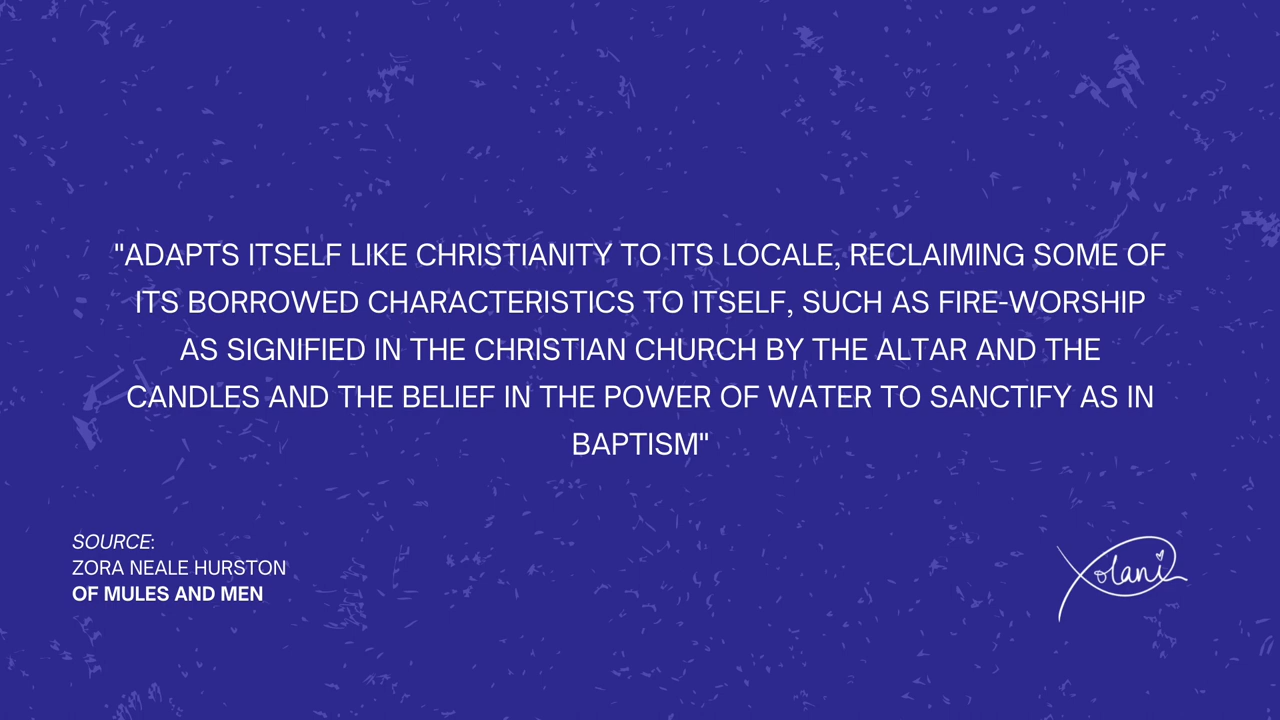 "ADAPTS ITSELF LIKE CHRISTIANITY TO ITS LOCALE, RECLAIMING SOME OF
ITS BORROWED CHARACTERISTICS TO ITSELF, SUCH AS FIRE-WORSHIP
AS SIGNIFIED IN THE CHRISTIAN CHURCH BY THE ALTAR AND THE
CANDLES AND THE BELIEF IN THE POWER OF WATER TO SANCTIFY AS IN
BAPTISM"
SOURCE:
ZORA NEALE HURSTON
OF MULES AND MEN
Xolani